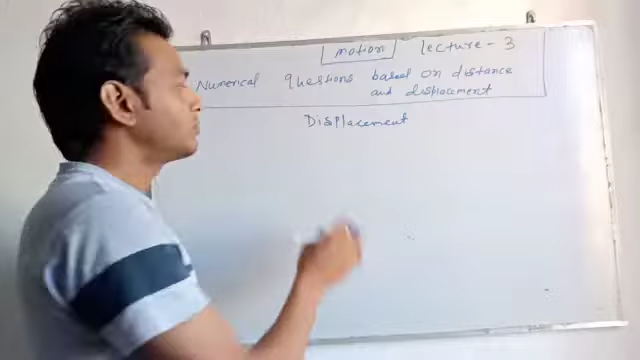 motion lecture - 3
Numerical Questions based on distance
and displacement
Displacement